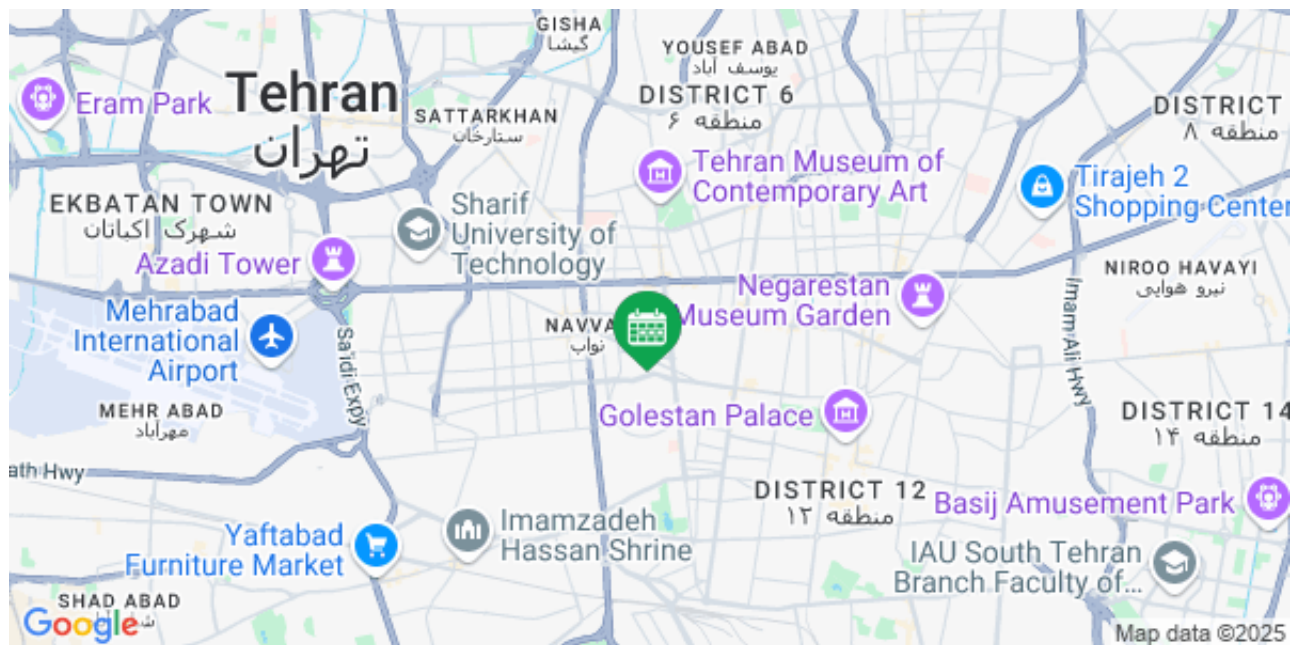 GISHA
گیشا
YOUSEF ABAD
یوسف آباد
DISTRICT 6
منطقه ۶
DISTRICT
منطقه ۸
Eram Park
Tehran
تهران
SATTARKHAN
ستارخان
Tehran Museum of
Contemporary Art
Tirajeh 2
Shopping Center
EKBATAN TOWN
شهرک اکباتان
Sharif
University of
Technology
Azadi Tower
NIROO HAVAYI
نیرو هوایی
Negarestan
Museum Garden
Mehrabad
International
Airport
NAVVA
نواب
Sa'idi Expy
Imam Ali Hwy
MEHR ABAD
مهرآباد
Golestan Palace
DISTRICT 14
منطقه ۱۴
ath Hwy
DISTRICT 12
منطقه ۱۲
Basij Amusement Park
Imamzadeh
Hassan Shrine
Yaftabad
Furniture Market
IAU South Tehran
Branch Faculty of...
SHAD ABAD
Google
Map data ©2025